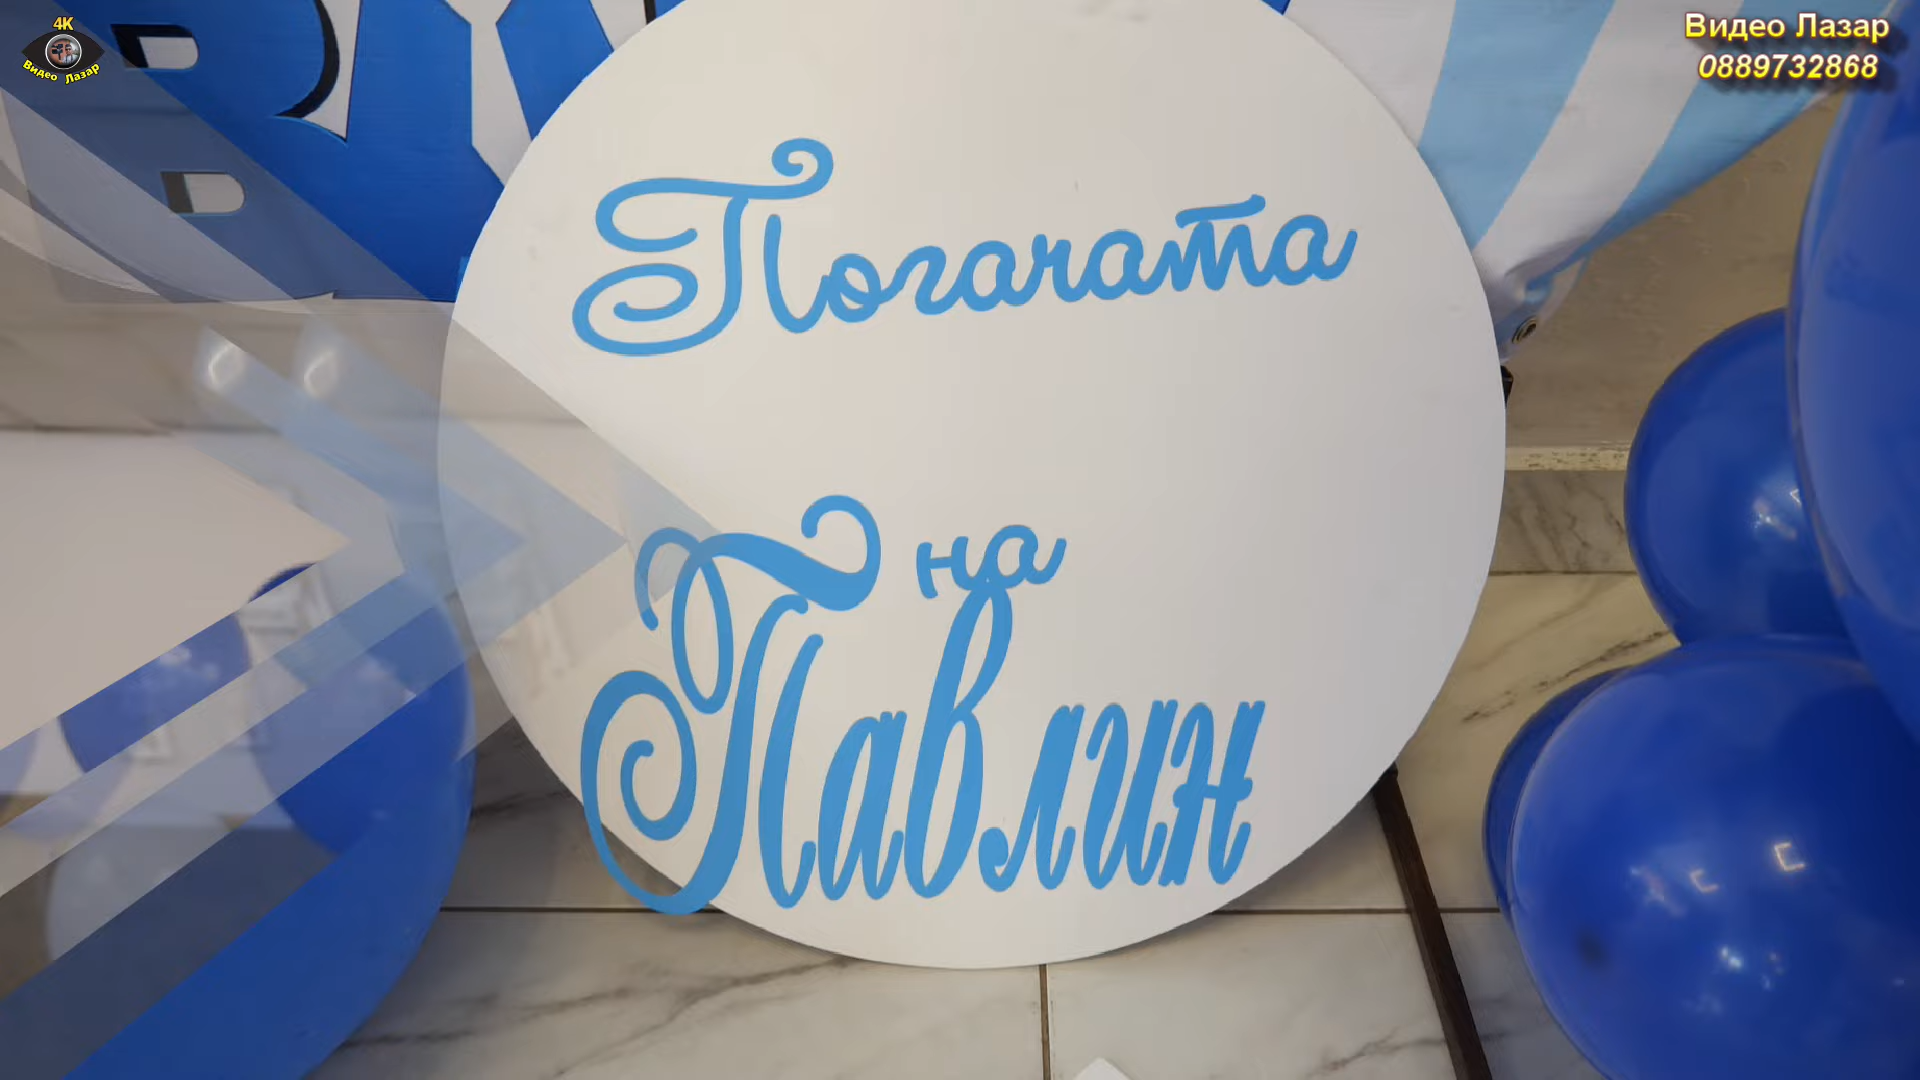 4K
Видео Лазар
Видео Лазар
0889732868
Погачата
на
Павлин